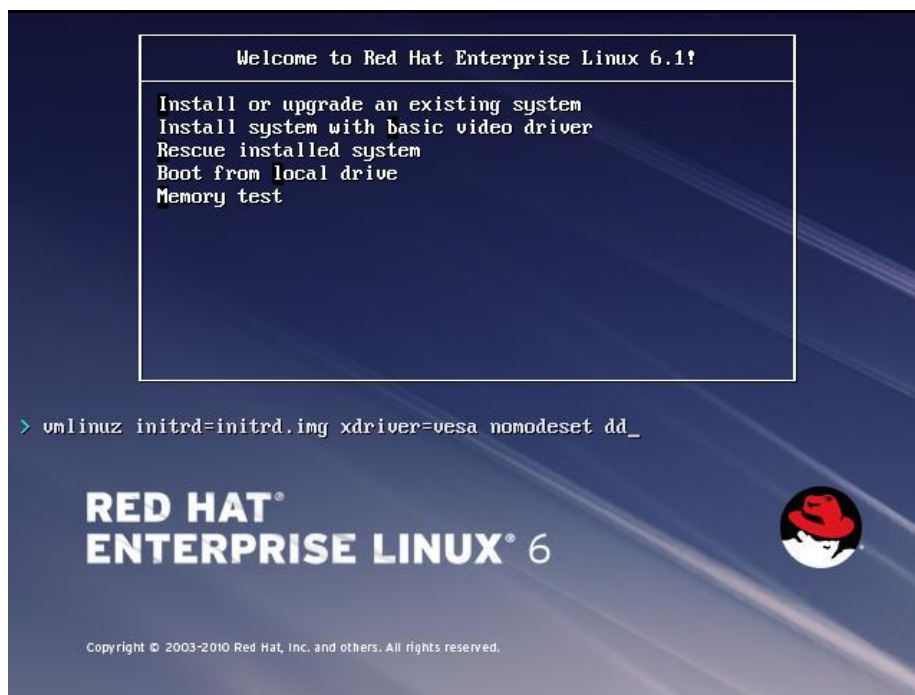 Welcome to Red Hat Enterprise Linux 6.1!
Install or upgrade an existing system
Install system with basic video driver
Rescue installed system
Boot from local drive
Memory test
> vmlinuz initrd=initrd.img xdriver=vesa nomodeset dd_
RED HAT®
ENTERPRISE LINUX® 6
Copyright © 2003-2010 Red Hat, Inc. and others. All rights reserved.